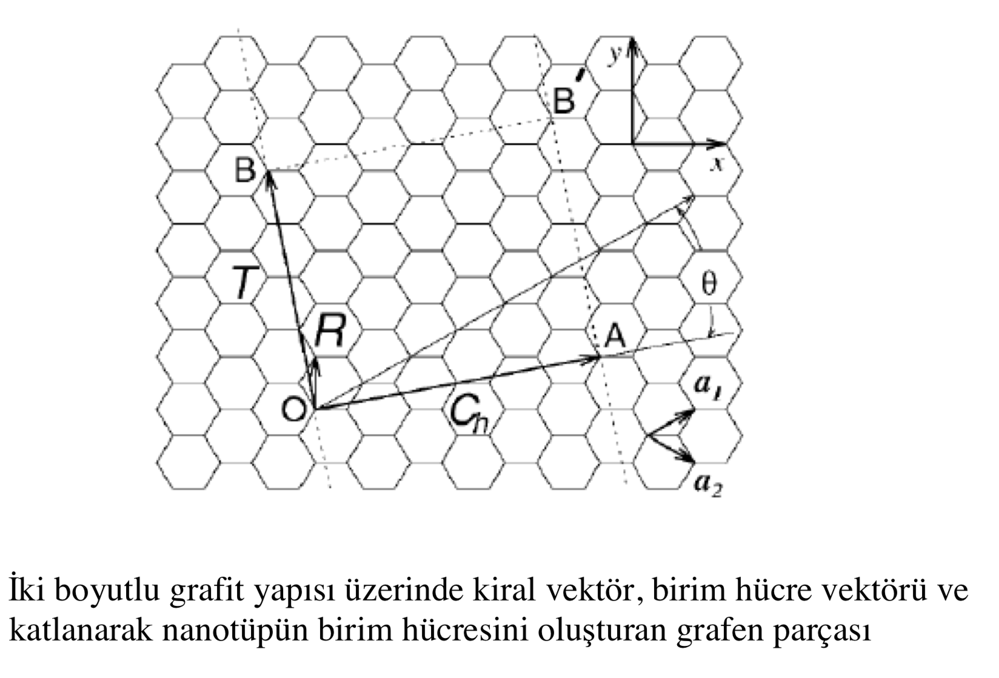 y
B'
B
x
T
θ
R
A
a1
O
Ch
a2
İki boyutlu grafit yapısı üzerinde kiral vektör, birim hücre vektörü ve
katlanarak nanotüpün birim hücresini oluşturan grafen parçası